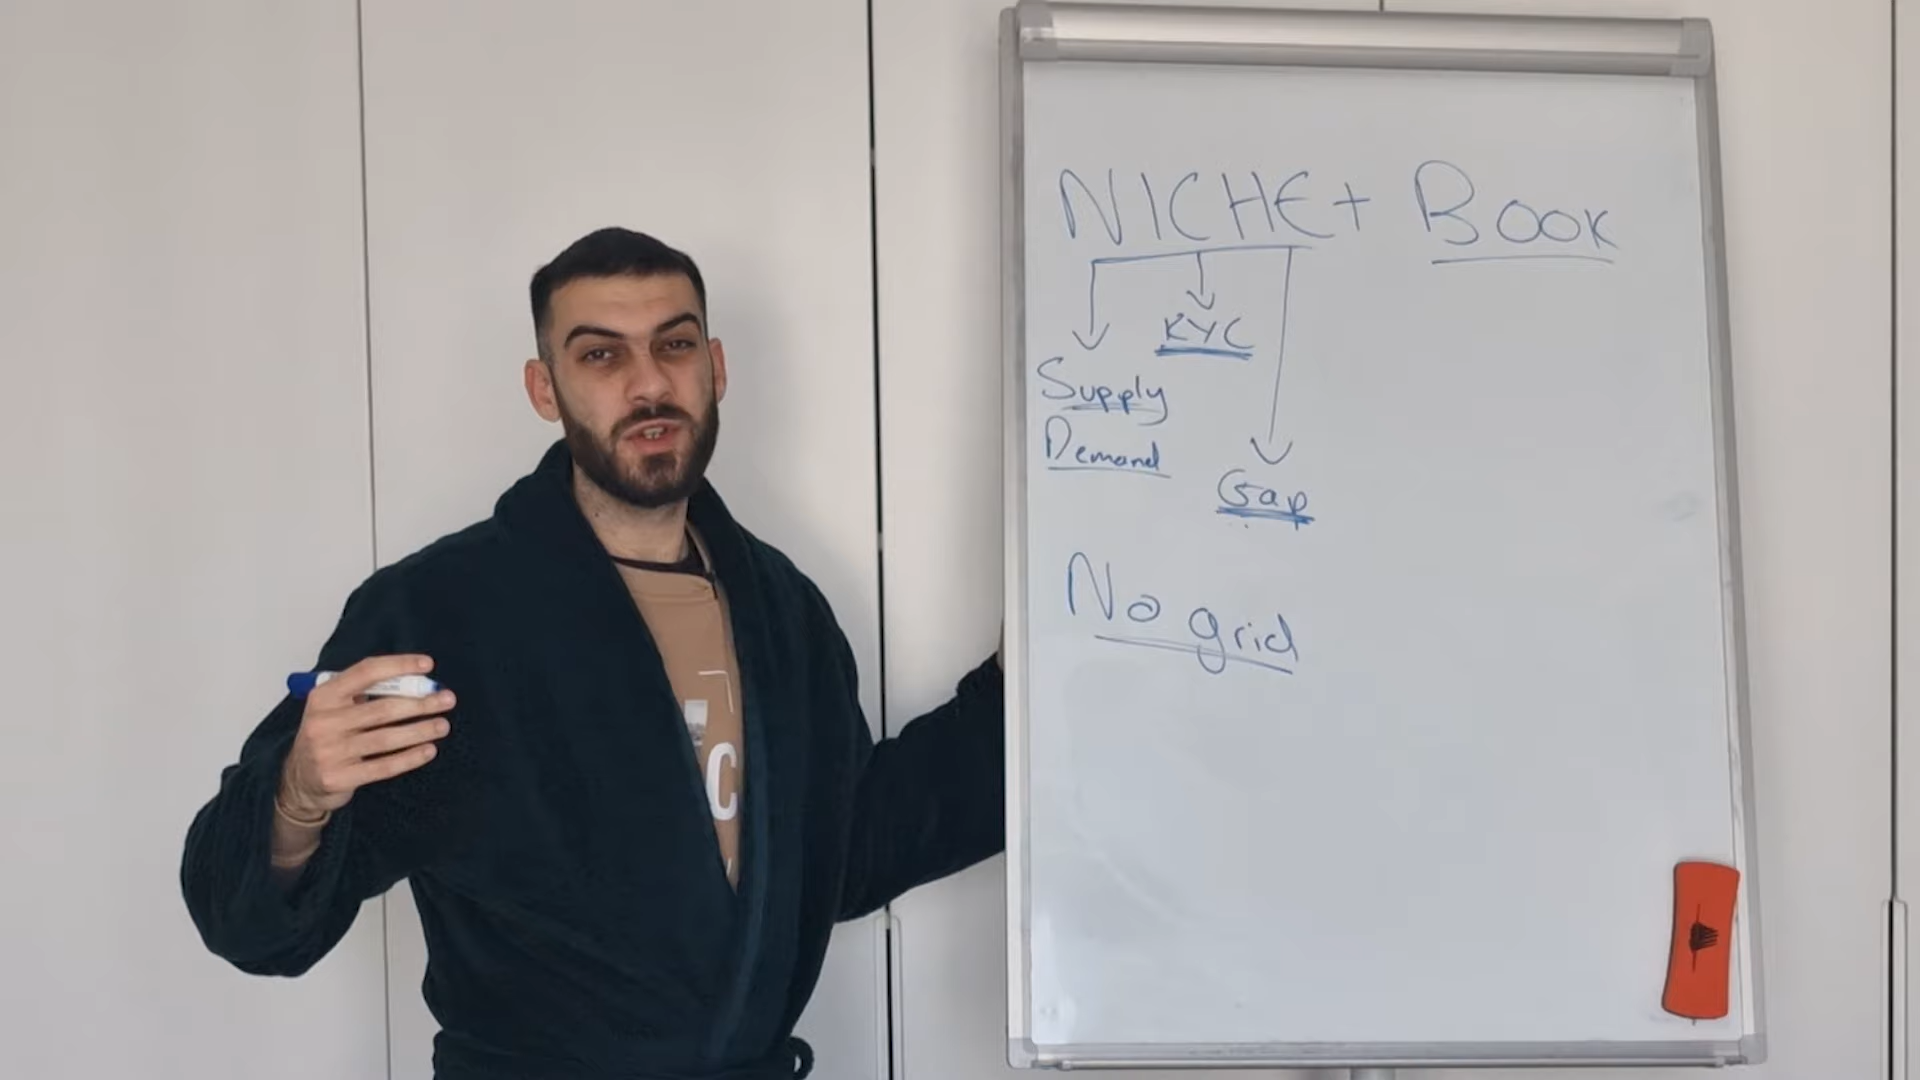 NICHE + BOOK
KYC
Supply
Demand
Gap
No grid
C